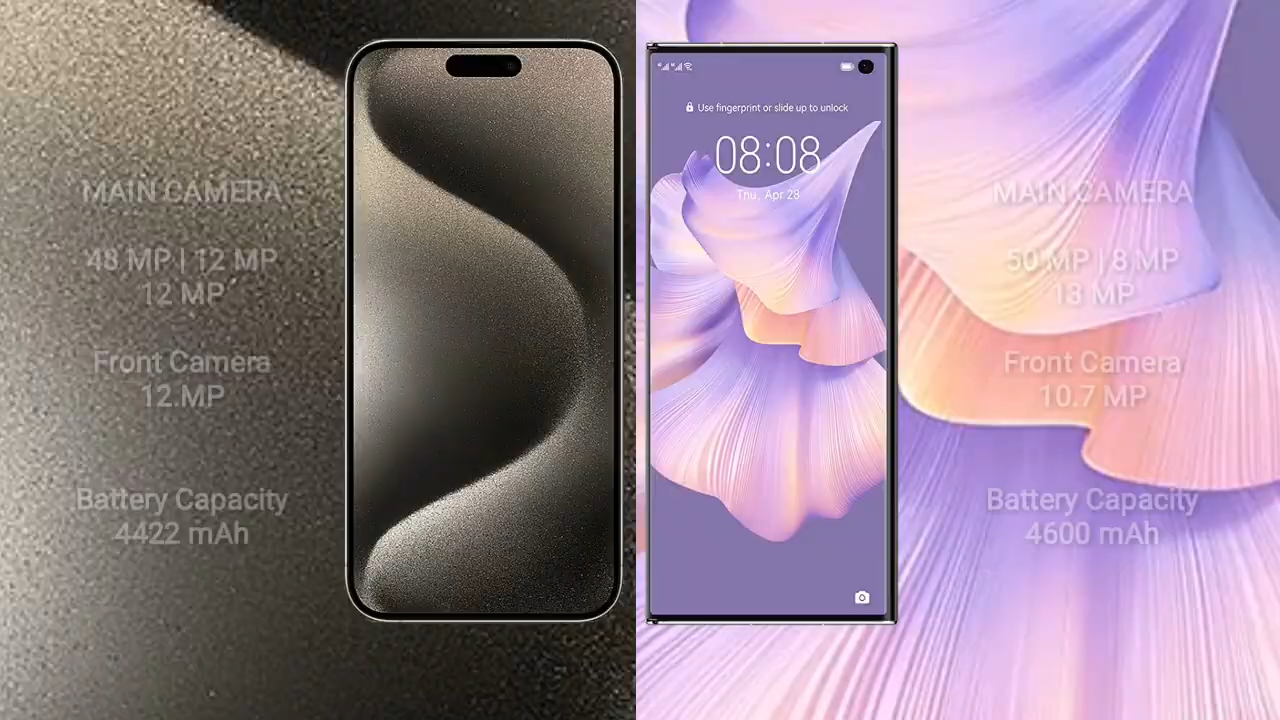 MAIN CAMERA
48 MP | 12 MP
12 MP
Front Camera
12.MP
Battery Capacity
4422 mAh
Use fingerprint or slide up to unlock
08:08
Thu, Apr 28
MAIN CAMERA
50 MP | 8 MP
13 MP
Front Camera
10.7 MP
Battery Capacity
4600 mAh